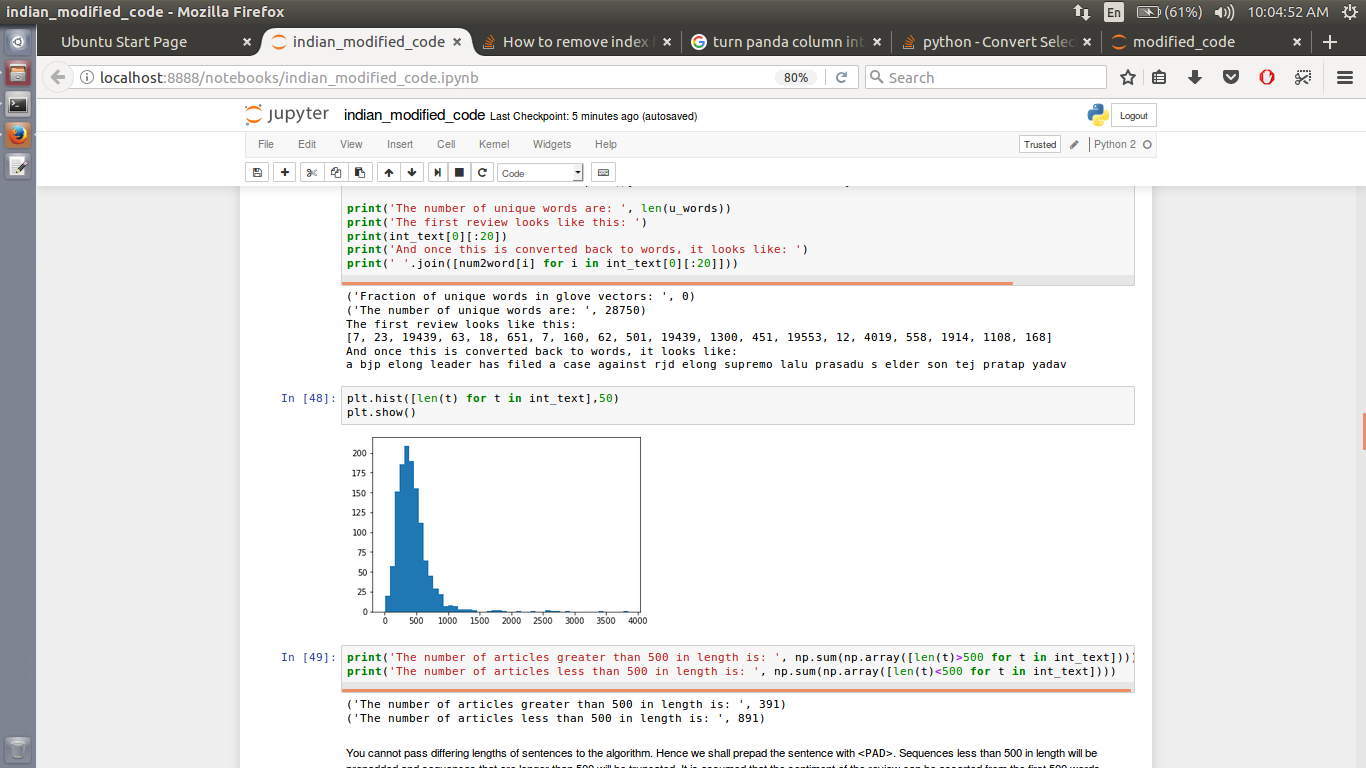 indian_modified_code - Mozilla Firefox
En (61%) 10:04:52 AM
Ubuntu Start Page × indian_modified_code × How to remove index × turn panda column int × python - Convert Selec × modified_code ×
localhost:8888/notebooks/indian_modified_code.ipynb 80% Search
jupyter indian_modified_code Last Checkpoint: 5 minutes ago (autosaved) Logout
File Edit View Insert Cell Kernel Widgets Help Trusted Python 2
Code
print('The number of unique words are: ', len(u_words))
print('The first review looks like this: ')
print(int_text[0][:20])
print('And once this is converted back to words, it looks like: ')
print(' '.join([num2word[i] for i in int_text[0][:20]]))
('Fraction of unique words in glove vectors: ', 0)
('The number of unique words are: ', 28750)
The first review looks like this:
[7, 23, 19439, 63, 18, 651, 7, 160, 62, 501, 19439, 1300, 451, 19553, 12, 4019, 558, 1914, 1108, 168]
And once this is converted back to words, it looks like:
a bjp elong leader has filed a case against rjd elong supremo lalu prasadu s elder son tej pratap yadav
In [48]: plt.hist([len(t) for t in int_text],50)
plt.show()
200
175
150
125
100
75
50
25
0
0 500 1000 1500 2000 2500 3000 3500 4000
In [49]: print('The number of articles greater than 500 in length is: ', np.sum(np.array([len(t)>500 for t in int_text])))
print('The number of articles less than 500 in length is: ', np.sum(np.array([len(t)<500 for t in int_text])))
('The number of articles greater than 500 in length is: ', 391)
('The number of articles less than 500 in length is: ', 891)
You cannot pass differing lengths of sentences to the algorithm. Hence we shall prepad the sentence with <PAD>. Sequences less than 500 in length will be